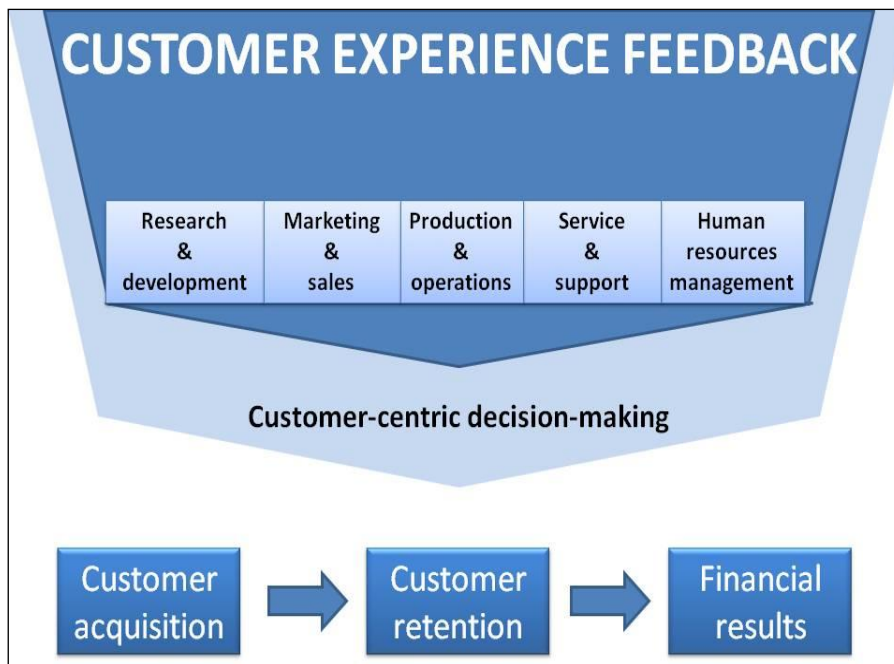 CUSTOMER EXPERIENCE FEEDBACK
Research
&
development
Marketing
&
sales
Production
&
operations
Service
&
support
Human
resources
management
Customer-centric decision-making
Customer
acquisition
Customer
retention
Financial
results